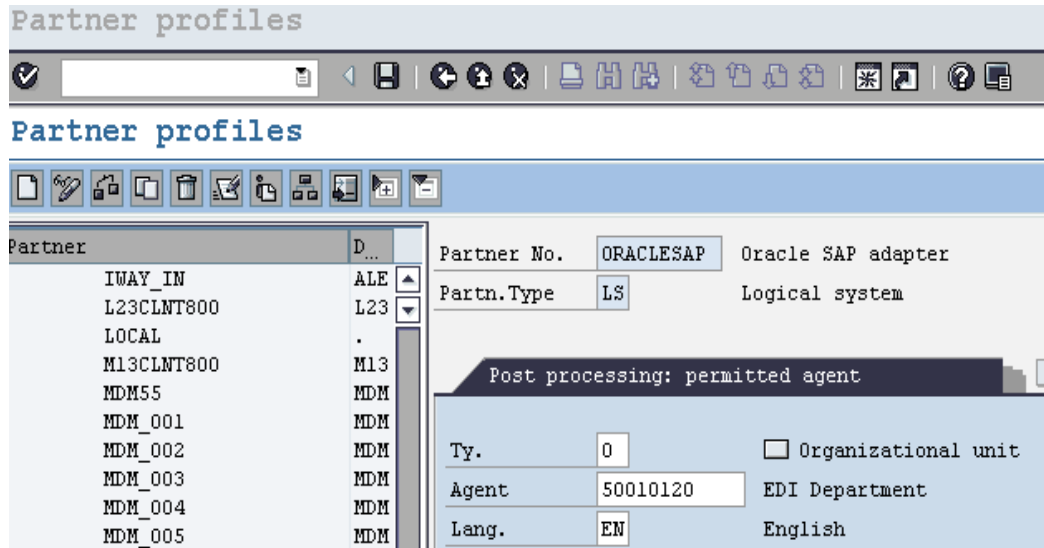 Partner profiles
Partner profiles
Partner D...
IWAY_IN ALE
L23CLNT800 L23
LOCAL .
M13CLNT800 M13
MDM55 MDM
MDM_001 MDM
MDM_002 MDM
MDM_003 MDM
MDM_004 MDM
MDM_005 MDM
Partner No. ORACLESAP Oracle SAP adapter
Partn.Type LS Logical system
Post processing: permitted agent
Ty. O Organizational unit
Agent 50010120 EDI Department
Lang. EN English